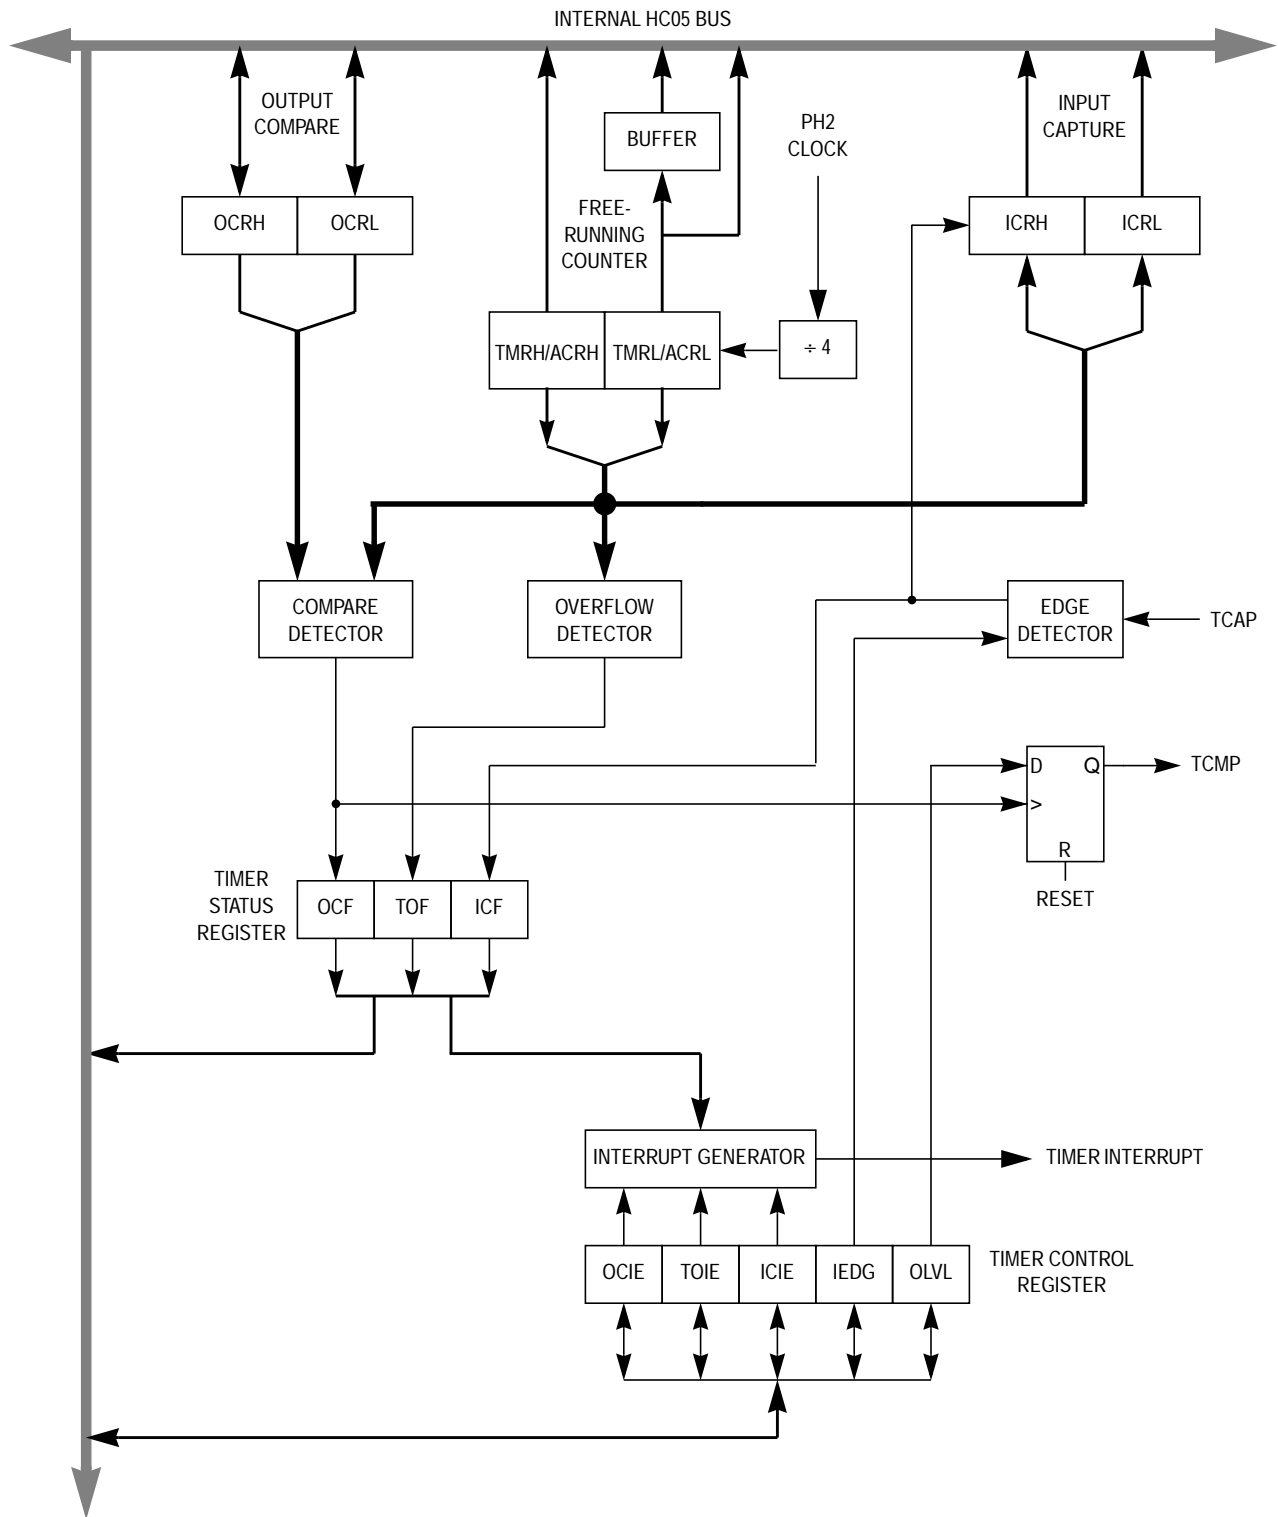 INTERNAL HC05 BUS
OUTPUT
COMPARE
BUFFER
PH2
CLOCK
INPUT
CAPTURE
OCRH
OCRL
FREE-
RUNNING
COUNTER
ICRH
ICRL
TMRH/ACRH
TMRL/ACRL
÷ 4
COMPARE
DETECTOR
OVERFLOW
DETECTOR
EDGE
DETECTOR
TCAP
D
Q
>
R
TCMP
RESET
TIMER
STATUS
REGISTER
OCF
TOF
ICF
INTERRUPT GENERATOR
TIMER INTERRUPT
OCIE
TOIE
ICIE
IEDG
OLVL
TIMER CONTROL
REGISTER